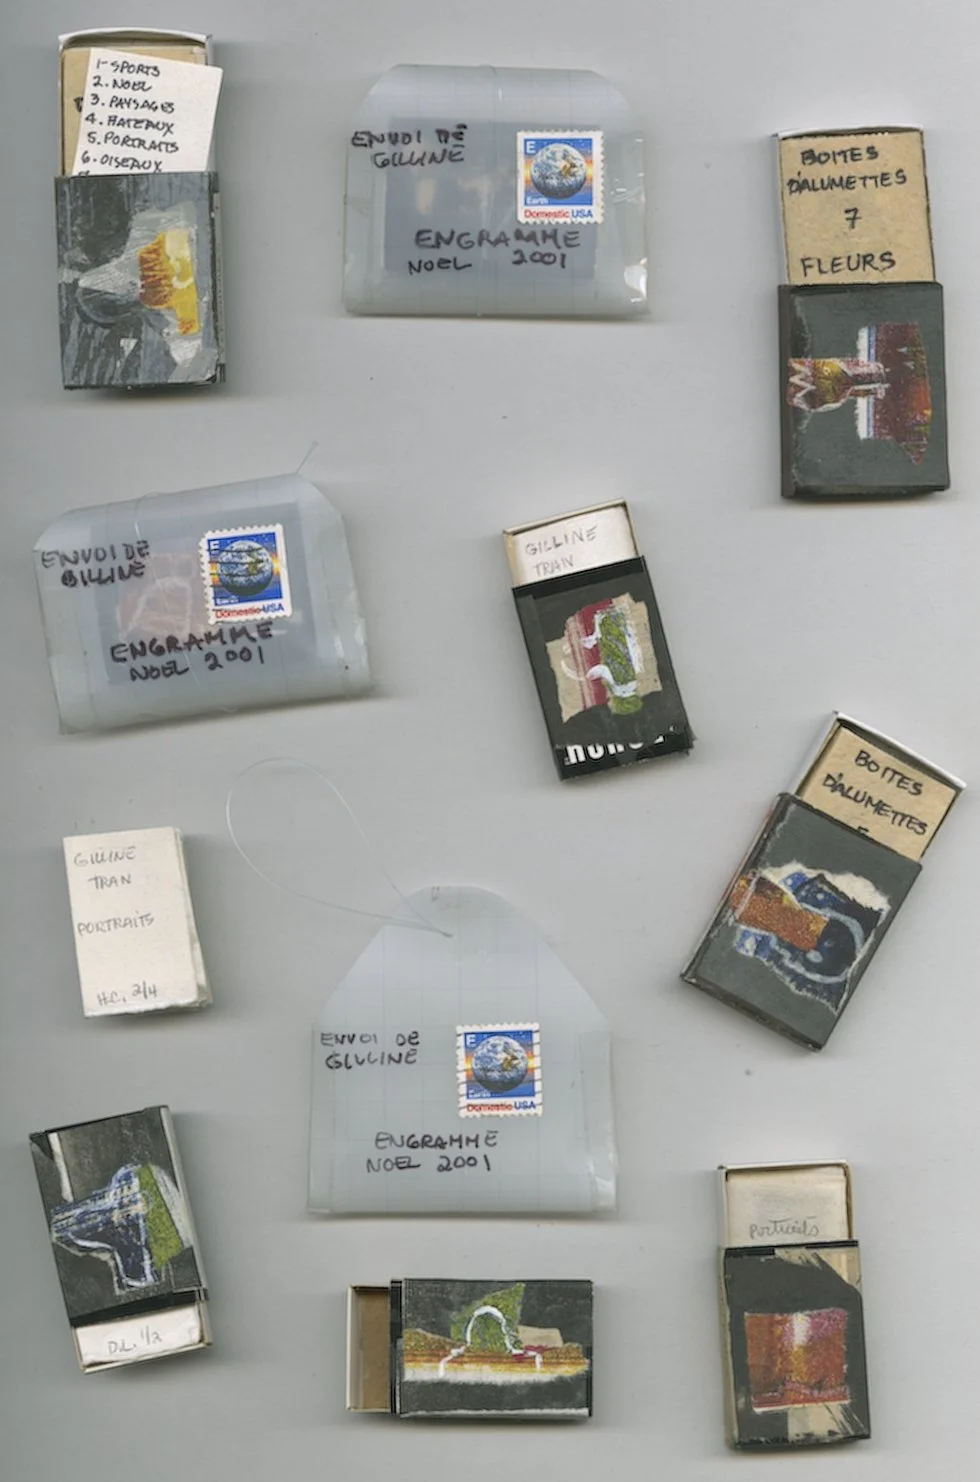 1- SPORTS
2. NOEL
3. PAYSAGES
4. BATEAUX
5. PORTRAITS
6. OISEAUX
ENVOI DE
GILLINE
E
Earth
Domestic USA
ENGRAMME
NOEL 2001
BOITES
D'ALUMETTES
7
FLEURS
ENVOI DE
GILLINE
E
Earth
Domestic USA
ENGRAMME
NOEL 2001
GILLINE
TRAN
BOITES
D'ALUMETTES
GILLINE
TRAN
PORTRAITS
H.C. 2/4
ENVOI DE
GILLINE
E
Earth
Domestic USA
ENGRAMME
NOEL 2001
D.L. 1/2
portraits